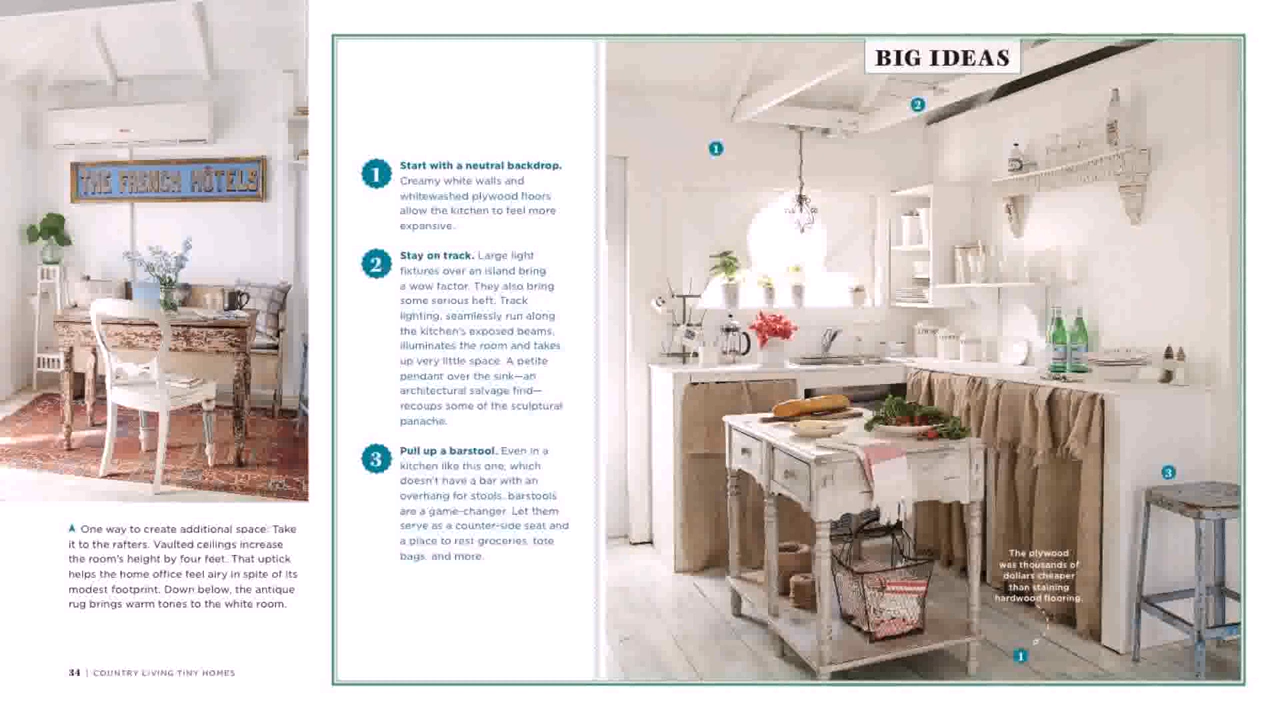 THE FRENCH HÔTELS
▲ One way to create additional space: Take
it to the rafters. Vaulted ceilings increase
the room's height by four feet. That uptick
helps the home office feel airy in spite of its
modest footprint. Down below, the antique
rug brings warm tones to the white room.
34 | COUNTRY LIVING TINY HOMES
BIG IDEAS
1
Start with a neutral backdrop.
Creamy white walls and
whitewashed plywood floors
allow the kitchen to feel more
expansive.
2
Stay on track. Large light
fixtures over an island bring
a wow factor. They also bring
some serious heft. Track
lighting, seamlessly run along
the kitchen's exposed beams,
illuminates the room and takes
up very little space. A petite
pendant over the sink—an
architectural salvage find—
recoups some of the sculptural
panache.
3
Pull up a barstool. Even in a
kitchen like this one, which
doesn't have a bar with an
overhang for stools, barstools
are a game-changer. Let them
serve as a counter-side seat and
a place to rest groceries, tote
bags, and more.
2
1
3
The plywood
was thousands of
dollars cheaper
than staining
hardwood flooring.
1